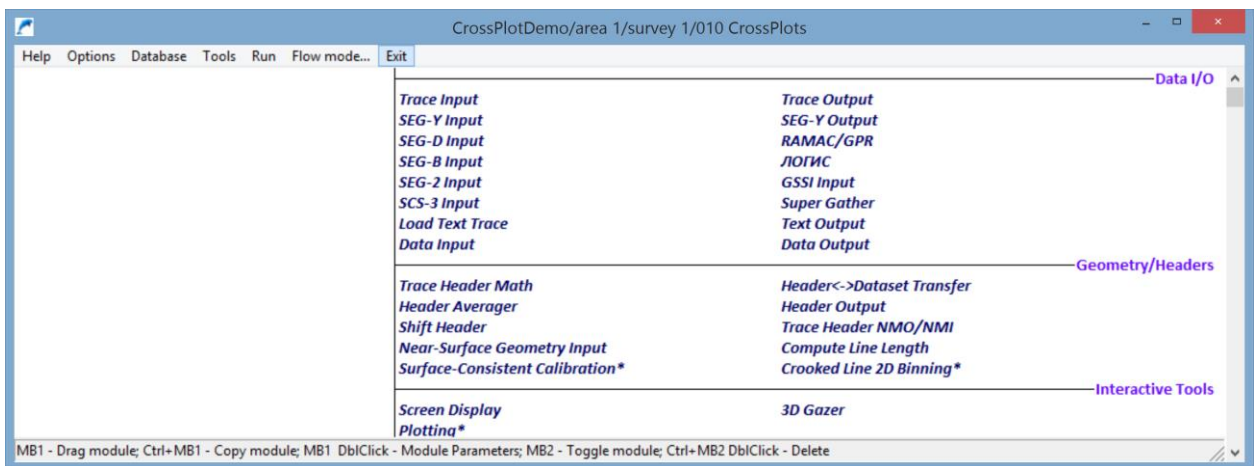 CrossPlotDemo/area 1/survey 1/010 CrossPlots
Help Options Database Tools Run Flow mode... Exit
Data I/O
Trace Input Trace Output
SEG-Y Input SEG-Y Output
SEG-D Input RAMAC/GPR
SEG-B Input ЛОГИС
SEG-2 Input GSSI Input
SCS-3 Input Super Gather
Load Text Trace Text Output
Data Input Data Output
Geometry/Headers
Trace Header Math Header<->Dataset Transfer
Header Averager Header Output
Shift Header Trace Header NMO/NMI
Near-Surface Geometry Input Compute Line Length
Surface-Consistent Calibration* Crooked Line 2D Binning*
Interactive Tools
Screen Display 3D Gazer
Plotting*
MB1 - Drag module; Ctrl+MB1 - Copy module; MB1 DblClick - Module Parameters; MB2 - Toggle module; Ctrl+MB2 DblClick - Delete